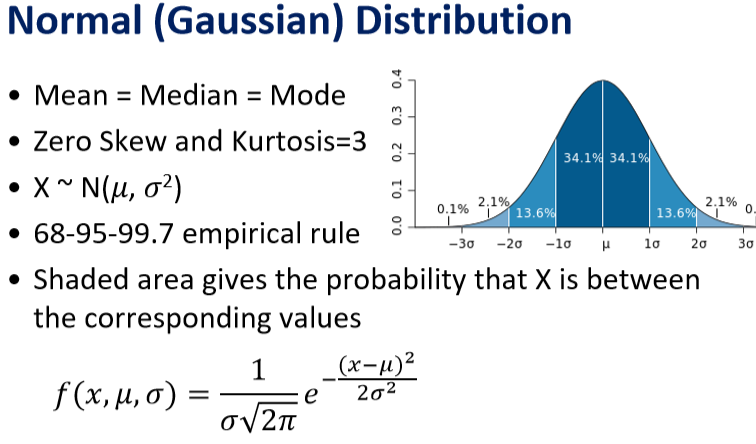 Normal (Gaussian) Distribution
• Mean = Median = Mode
• Zero Skew and Kurtosis=3
• X ~ N(μ, σ²)
• 68-95-99.7 empirical rule
• Shaded area gives the probability that X is between
the corresponding values
f(x, μ, σ) = 1/(σ√2π) e^(−(x−μ)²/(2σ²))
0.4
0.3
0.2
0.1
0.0
34.1% 34.1%
0.1% 2.1% 13.6% 13.6% 2.1% 0.
−3σ −2σ −1σ μ 1σ 2σ 3σ